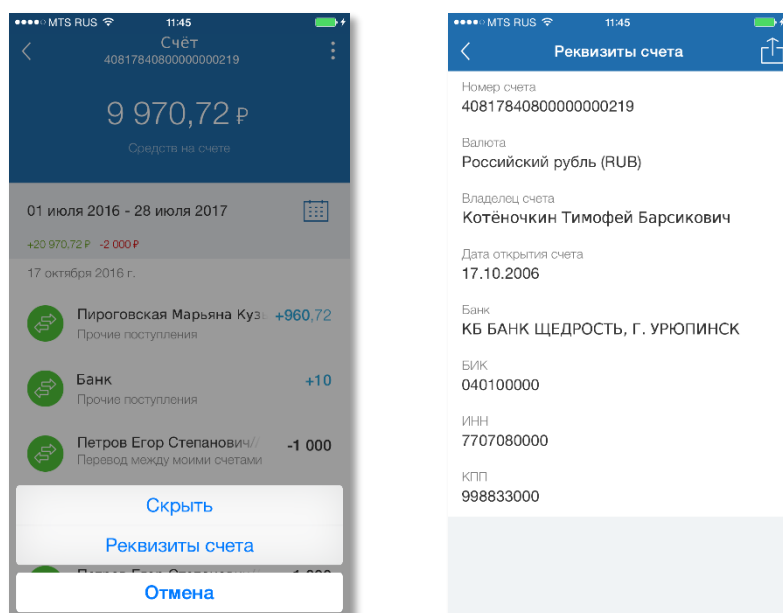 MTS RUS 11:45
Счёт
40817840800000000219
9 970,72 ₽
Средств на счете
01 июля 2016 - 28 июля 2017
+20 970,72 ₽ -2 000 ₽
17 октября 2016 г.
Пироговская Марьяна Куз +960,72
Прочие поступления
Банк +10
Прочие поступления
Петров Егор Степанович// -1 000
Перевод между моими счетами
Скрыть
Реквизиты счета
Отмена
MTS RUS 11:45
Реквизиты счета
Номер счета
40817840800000000219
Валюта
Российский рубль (RUB)
Владелец счета
Котёночкин Тимофей Барсикович
Дата открытия счета
17.10.2006
Банк
КБ БАНК ЩЕДРОСТЬ, Г. УРЮПИНСК
БИК
040100000
ИНН
7707080000
КПП
998833000